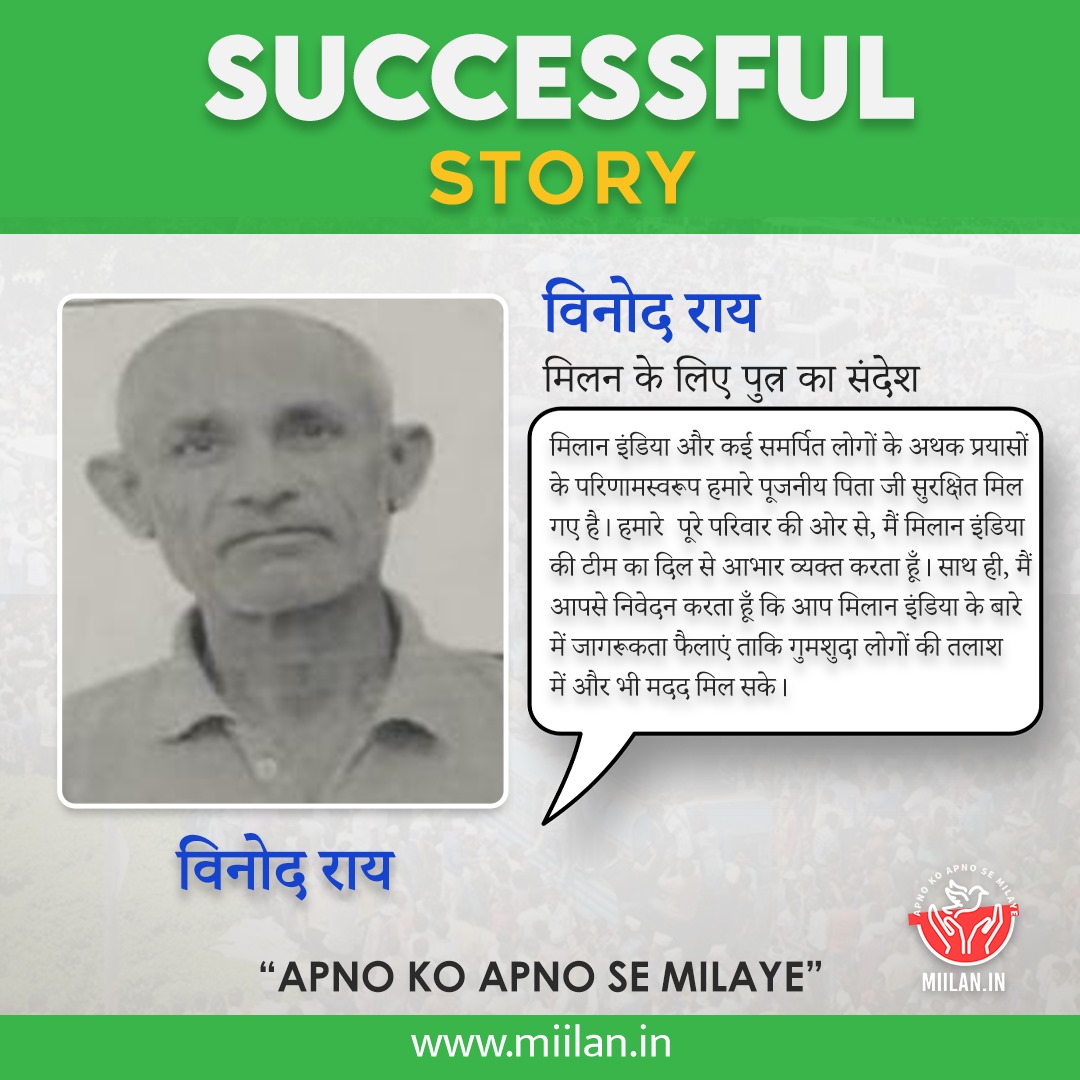 SUCCESSFUL
STORY
विनोद राय
मिलन के लिए पुत्र का संदेश
मिलान इंडिया और कई समर्पित लोगों के अथक प्रयासों
के परिणामस्वरूप हमारे पूजनीय पिता जी सुरक्षित मिल
गए है। हमारे पूरे परिवार की ओर से, मैं मिलान इंडिया
की टीम का दिल से आभार व्यक्त करता हूँ। साथ ही, मैं
आपसे निवेदन करता हूँ कि आप मिलान इंडिया के बारे
में जागरूकता फैलाएं ताकि गुमशुदा लोगों की तलाश
में और भी मदद मिल सके।
विनोद राय
APNO KO APNO SE MILAYE
MIILAN.IN
“APNO KO APNO SE MILAYE”
www.miilan.in